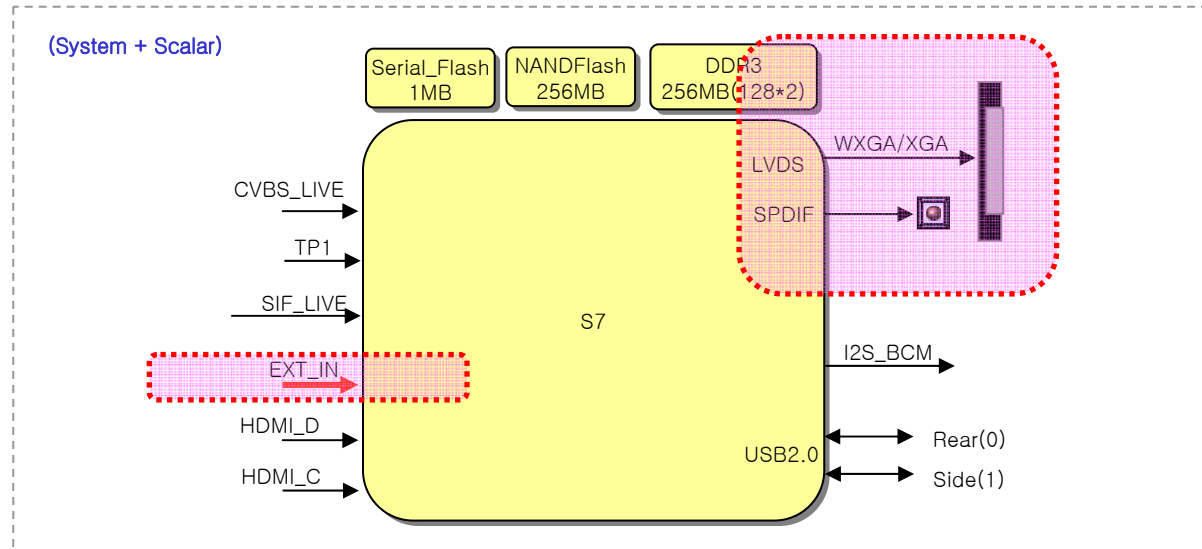 (System + Scalar)
Serial_Flash
1MB
NANDFlash
256MB
DDR3
256MB(128*2)
CVBS_LIVE
TP1
SIF_LIVE
EXT_IN
HDMI_D
HDMI_C
S7
LVDS
WXGA/XGA
SPDIF
I2S_BCM
USB2.0
Rear(0)
Side(1)